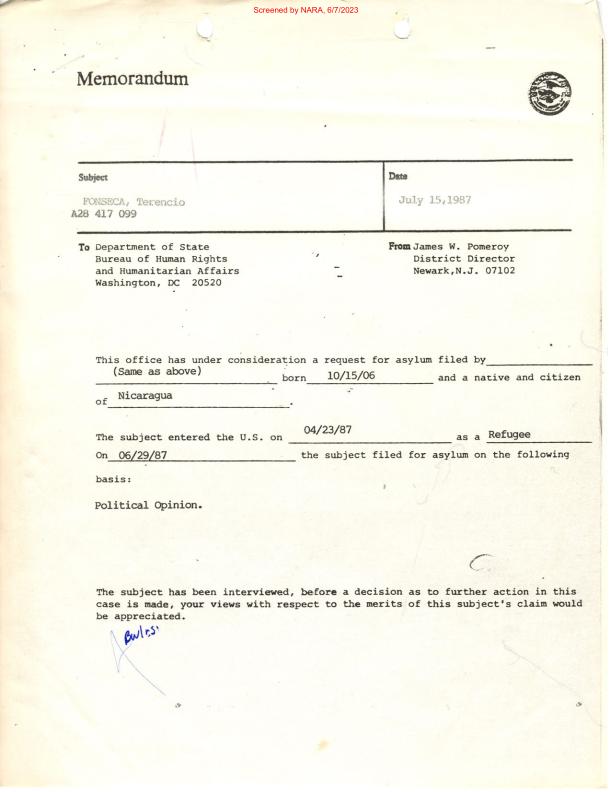 Screened by NARA, 6/7/2023
Memorandum
Subject
FONSECA, Terencio
A28 417 099
Date
July 15,1987
To Department of State
Bureau of Human Rights
and Humanitarian Affairs
Washington, DC 20520
From James W. Pomeroy
District Director
Newark,N.J. 07102
This office has under consideration a request for asylum filed by
(Same as above) born 10/15/06 and a native and citizen
of Nicaragua.
The subject entered the U.S. on 04/23/87 as a Refugee
On 06/29/87 the subject filed for asylum on the following
basis:
Political Opinion.
The subject has been interviewed, before a decision as to further action in this
case is made, your views with respect to the merits of this subject's claim would
be appreciated.